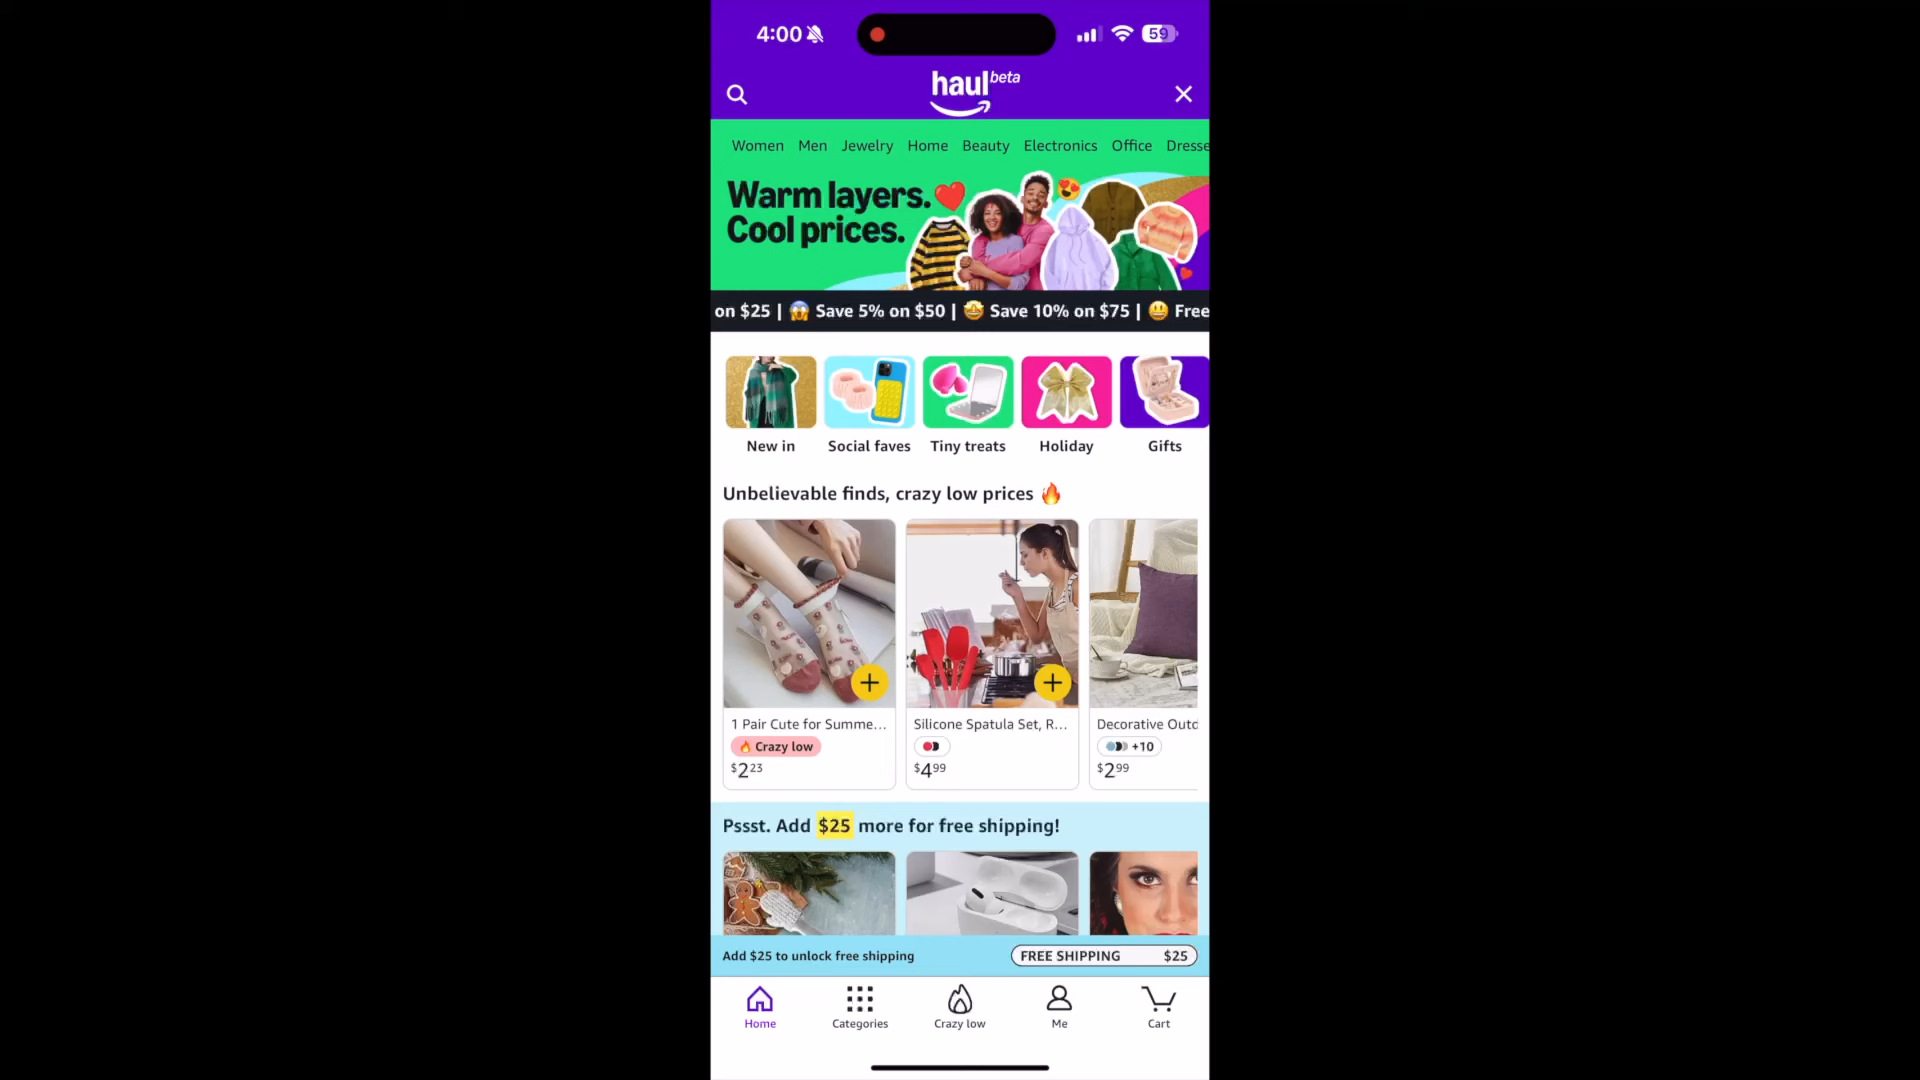 4:00
59
haul beta
Women Men Jewelry Home Beauty Electronics Office Dresse
Warm layers.
Cool prices.
on $25 | 😱 Save 5% on $50 | 🤩 Save 10% on $75 | 😃 Free
New in
Social faves
Tiny treats
Holiday
Gifts
Unbelievable finds, crazy low prices 🔥
1 Pair Cute for Summe...
🔥 Crazy low
$2 23
Silicone Spatula Set, R...
$4 99
Decorative Outd
+10
$2 99
Pssst. Add $25 more for free shipping!
Add $25 to unlock free shipping
FREE SHIPPING $25
Home
Categories
Crazy low
Me
Cart